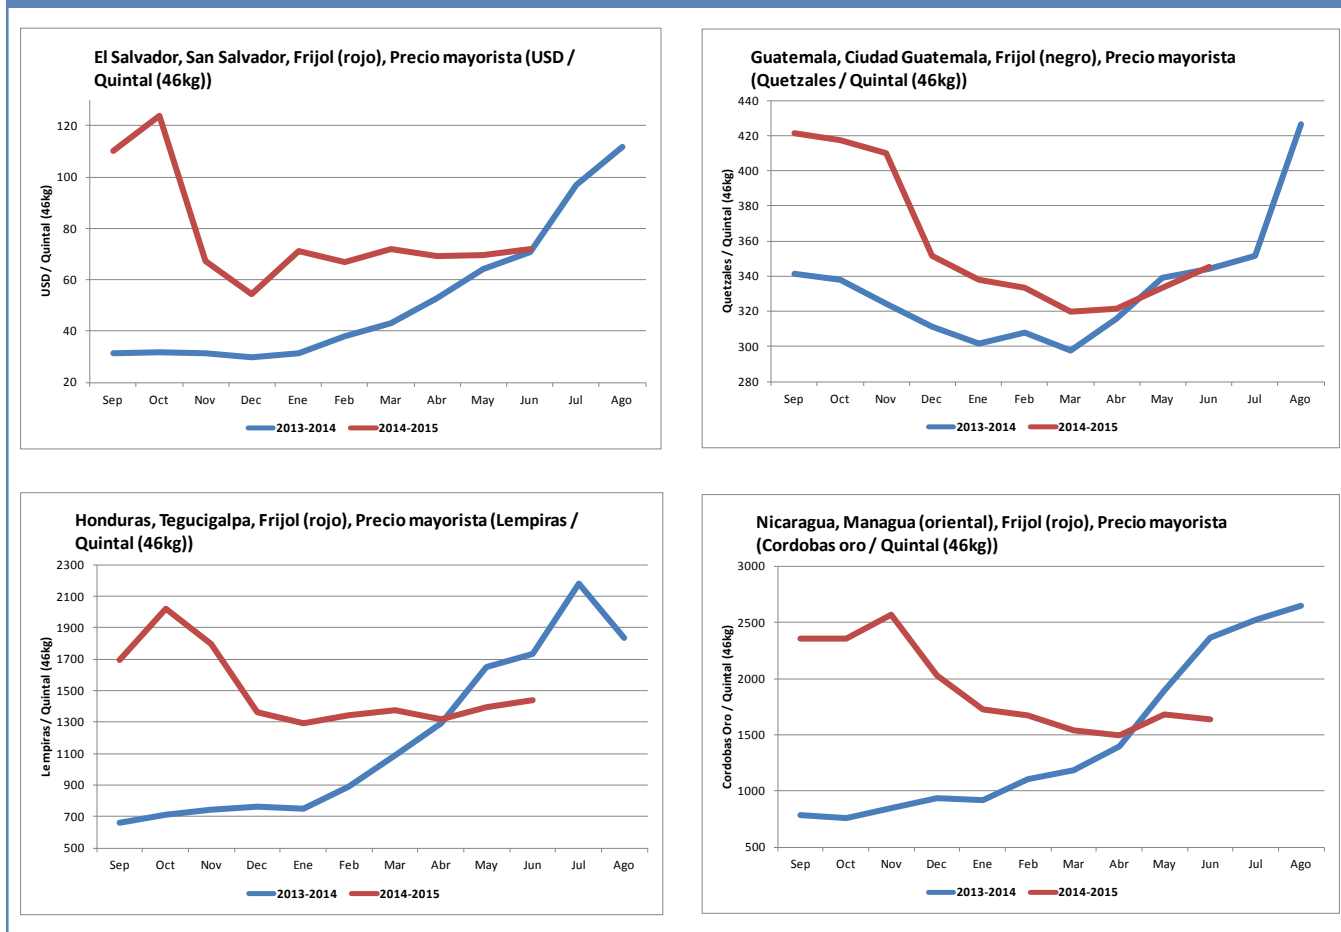 El Salvador, San Salvador, Frijol (rojo), Precio mayorista (USD /
Quintal (46kg))
USD / Quintal (46kg)
120
100
80
60
40
20
Sep Oct Nov Dec Ene Feb Mar Abr May Jun Jul Ago
2013-2014 2014-2015
Guatemala, Ciudad Guatemala, Frijol (negro), Precio mayorista
(Quetzales / Quintal (46kg))
Quetzales / Quintal (46kg)
440
420
400
380
360
340
320
300
280
Sep Oct Nov Dec Ene Feb Mar Abr May Jun Jul Ago
2013-2014 2014-2015
Honduras, Tegucigalpa, Frijol (rojo), Precio mayorista (Lempiras /
Quintal (46kg))
Lempiras / Quintal (46kg)
2300
2100
1900
1700
1500
1300
1100
900
700
500
Sep Oct Nov Dec Ene Feb Mar Abr May Jun Jul Ago
2013-2014 2014-2015
Nicaragua, Managua (oriental), Frijol (rojo), Precio mayorista
(Cordobas oro / Quintal (46kg))
Cordobas Oro / Quintal (46kg)
3000
2500
2000
1500
1000
500
Sep Oct Nov Dec Ene Feb Mar Abr May Jun Jul Ago
2013-2014 2014-2015